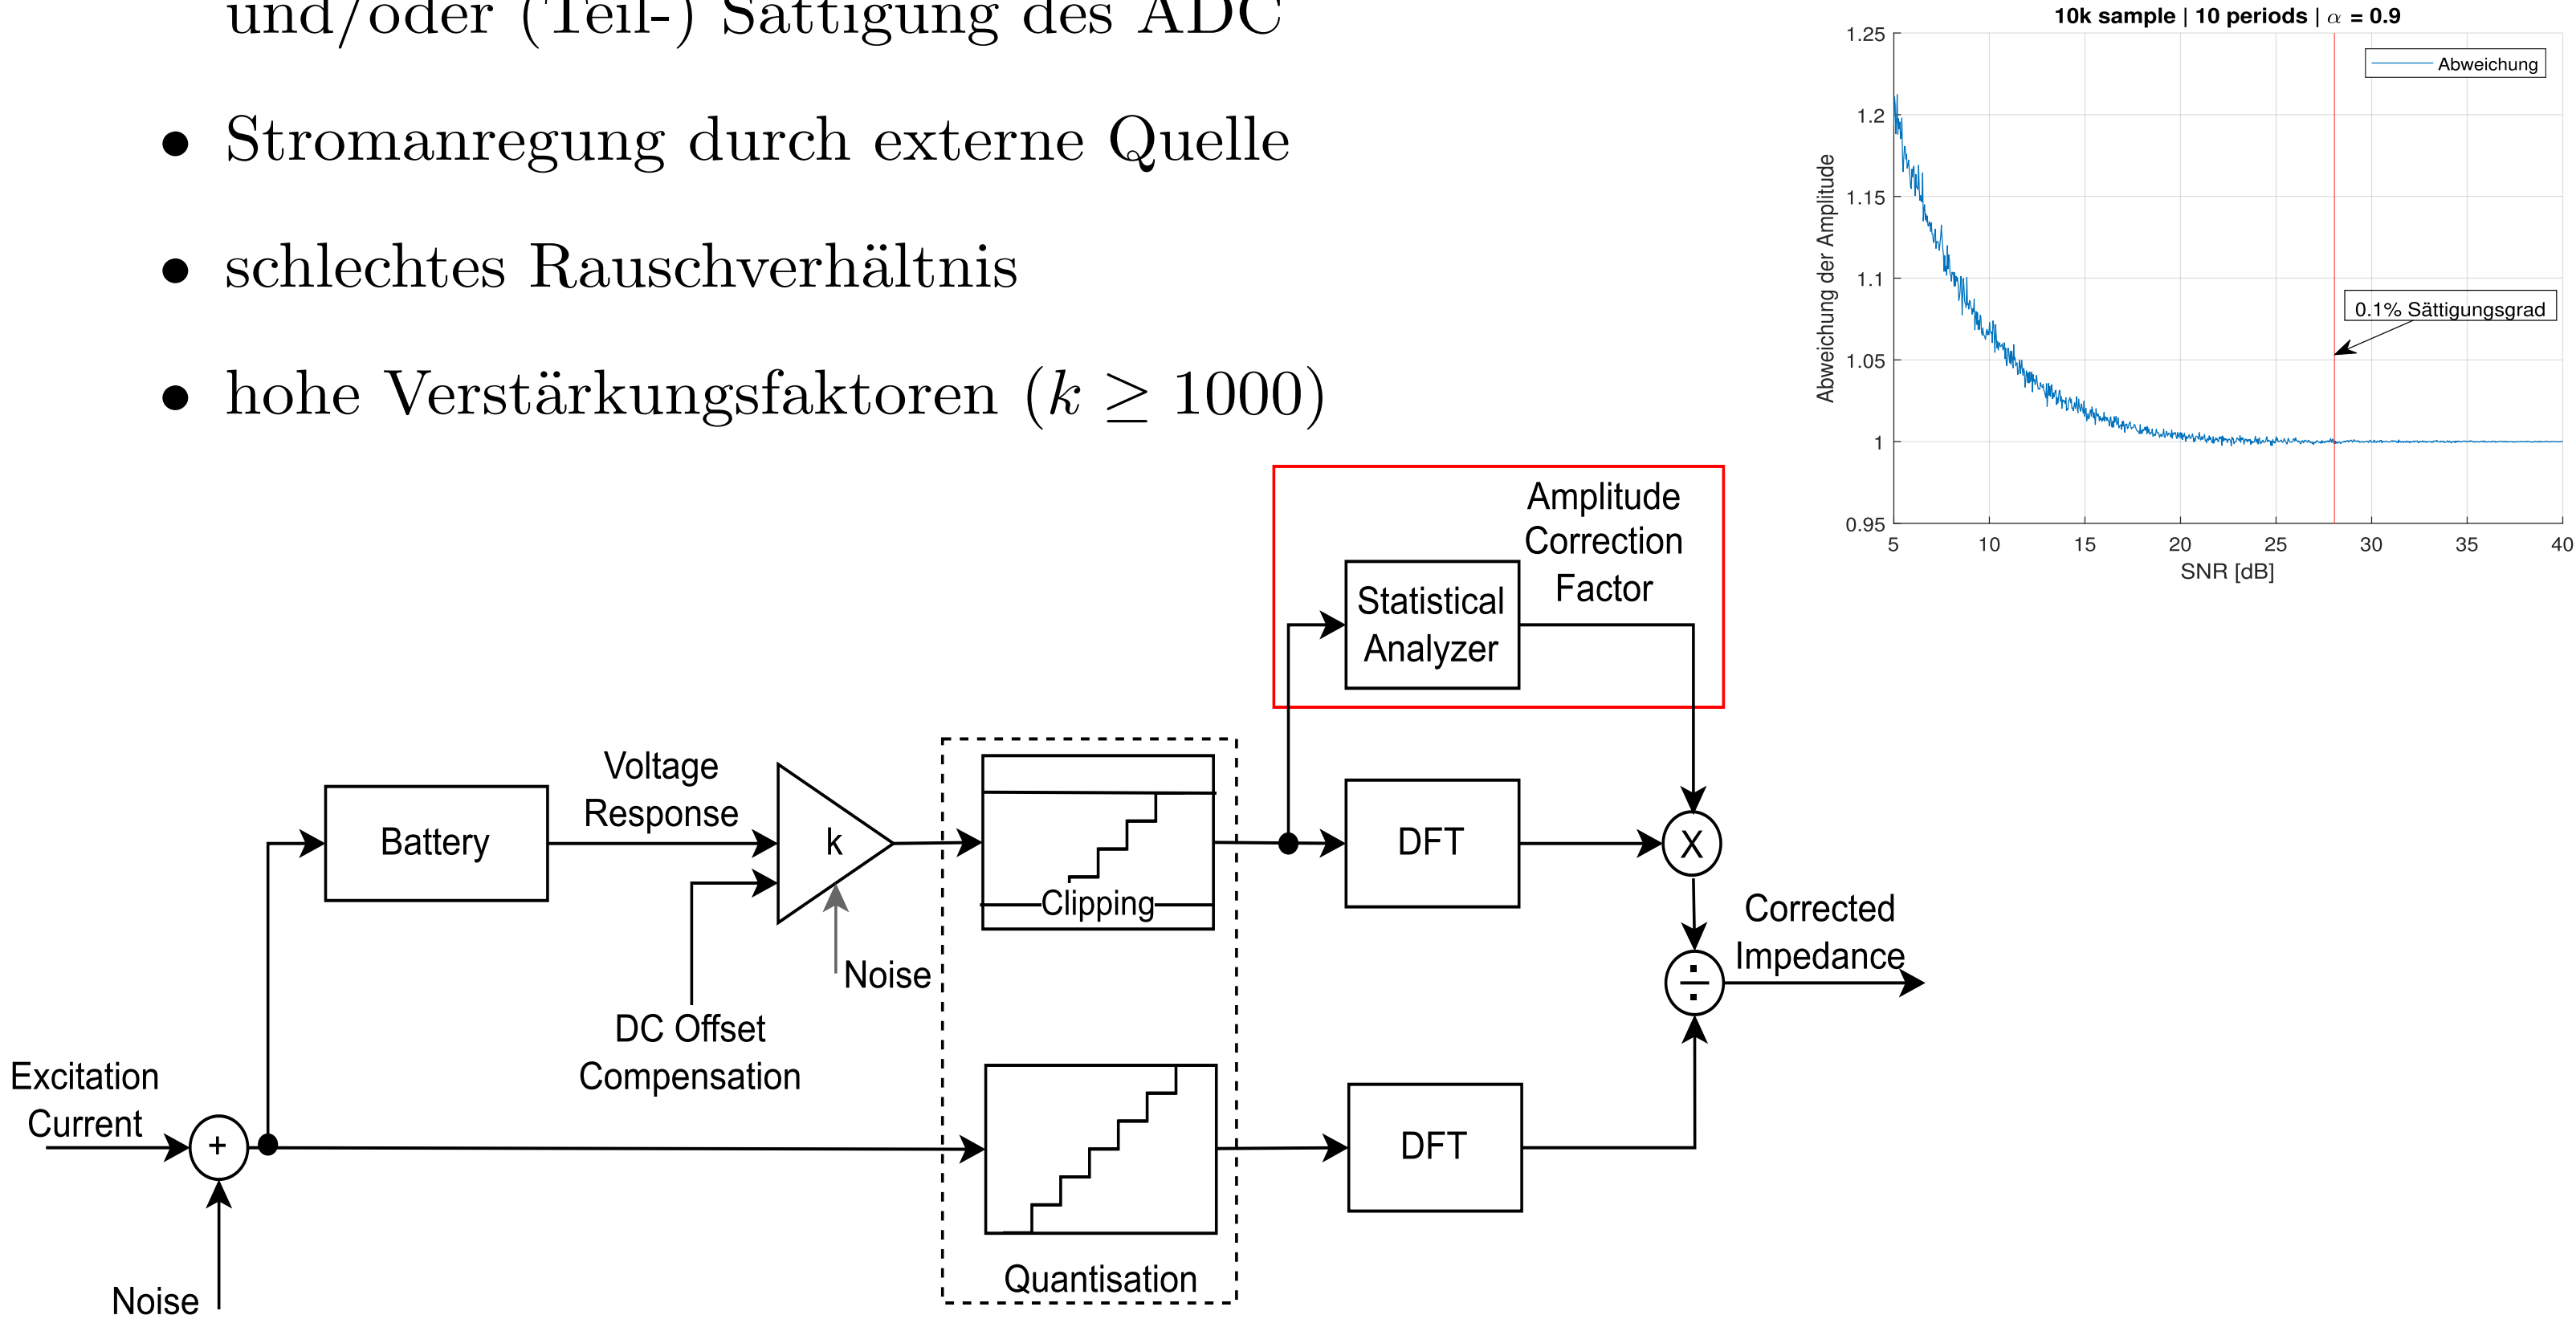 und/oder (Teil-) Sättigung des ADC
• Stromanregung durch externe Quelle
• schlechtes Rauschverhältnis
• hohe Verstärkungsfaktoren (k ≥ 1000)
10k sample | 10 periods | α = 0.9
Abweichung der Amplitude
1.25
1.2
1.15
1.1
1.05
1
0.95
Abweichung
0.1% Sättigungsgrad
5 10 15 20 25 30 35 40
SNR [dB]
Amplitude
Correction
Factor
Statistical
Analyzer
Voltage
Response
Battery
k
Clipping
DFT
X
Noise
DC Offset
Compensation
÷
Corrected
Impedance
Excitation
Current
+
DFT
Quantisation
Noise